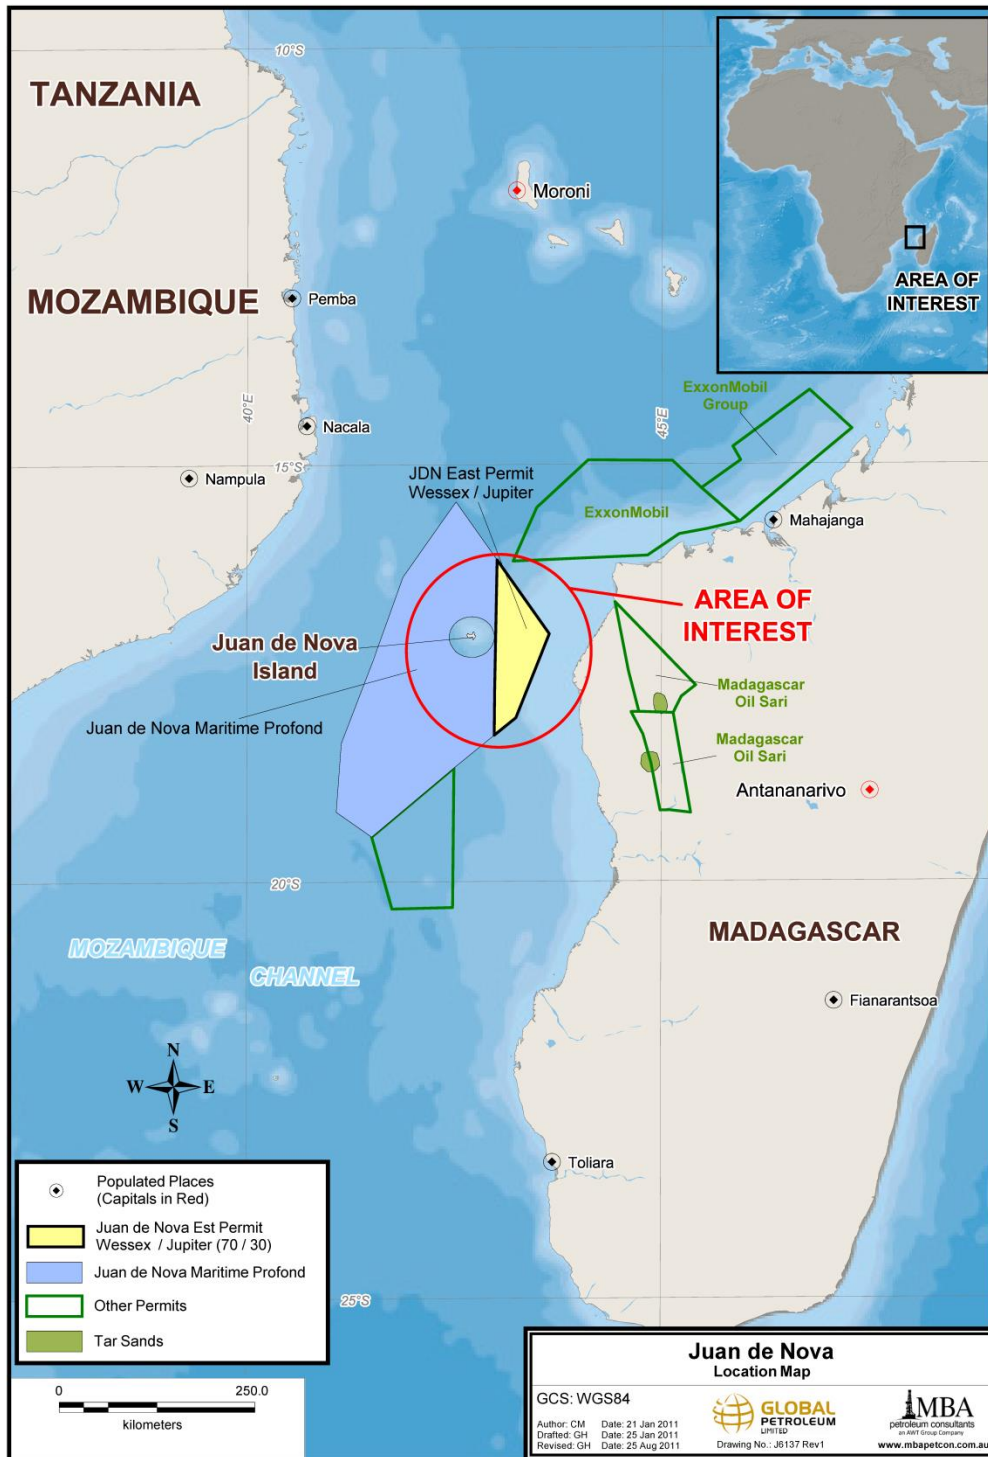 10°S
TANZANIA
Moroni
AREA OF
INTEREST
MOZAMBIQUE
Pemba
40°E
45°E
ExxonMobil
Group
Nacala
15°S
Nampula
JDN East Permit
Wessex / Jupiter
ExxonMobil
Mahajanga
AREA OF
INTEREST
Juan de Nova
Island
Juan de Nova Maritime Profond
Madagascar
Oil Sari
Madagascar
Oil Sari
Antananarivo
20°S
MOZAMBIQUE
CHANNEL
MADAGASCAR
Fianarantsoa
N
W E
S
Toliara
25°S
Populated Places
(Capitals in Red)
Juan de Nova Est Permit
Wessex / Jupiter (70 / 30)
Juan de Nova Maritime Profond
Other Permits
Tar Sands
0 250.0
kilometers
Juan de Nova
Location Map
GCS: WGS84
Author: CM Date: 21 Jan 2011
Drafted: GH Date: 25 Jan 2011
Revised: GH Date: 25 Aug 2011
GLOBAL
PETROLEUM
LIMITED
Drawing No.: J6137 Rev1
MBA
petroleum consultants
an AWT Group Company
www.mbapetcon.com.au